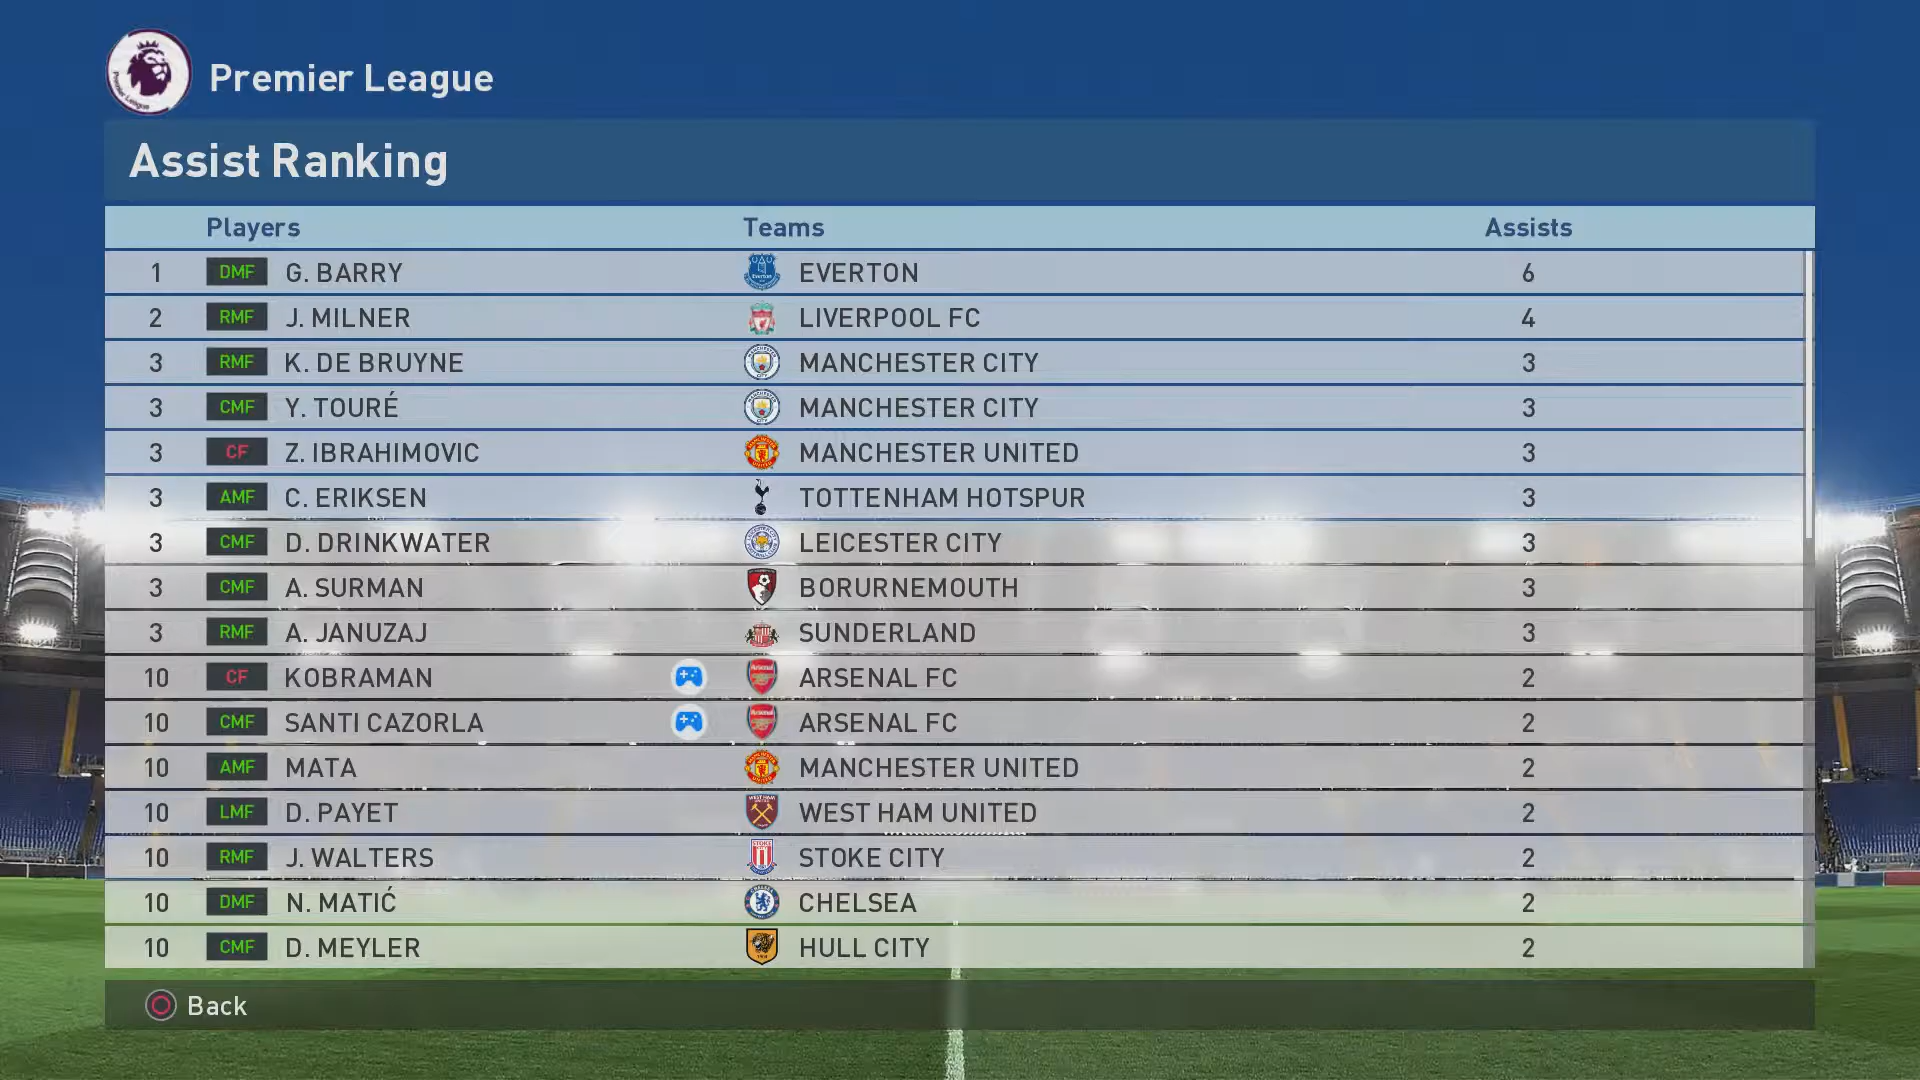 Premier League
Assist Ranking
Players Teams Assists
1 DMF G. BARRY EVERTON 6
2 RMF J. MILNER LIVERPOOL FC 4
3 RMF K. DE BRUYNE MANCHESTER CITY 3
3 CMF Y. TOURÉ MANCHESTER CITY 3
3 CF Z. IBRAHIMOVIC MANCHESTER UNITED 3
3 AMF C. ERIKSEN TOTTENHAM HOTSPUR 3
3 CMF D. DRINKWATER LEICESTER CITY 3
3 CMF A. SURMAN BORURNEMOUTH 3
3 RMF A. JANUZAJ SUNDERLAND 3
10 CF KOBRAMAN ARSENAL FC 2
10 CMF SANTI CAZORLA ARSENAL FC 2
10 AMF MATA MANCHESTER UNITED 2
10 LMF D. PAYET WEST HAM UNITED 2
10 RMF J. WALTERS STOKE CITY 2
10 DMF N. MATIĆ CHELSEA 2
10 CMF D. MEYLER HULL CITY 2
Back